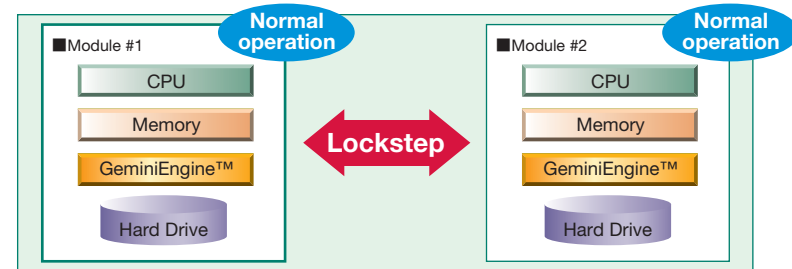 ■Module #1
Normal
operation
CPU
Memory
GeminiEngine™
Hard Drive
Lockstep
■Module #2
Normal
operation
CPU
Memory
GeminiEngine™
Hard Drive